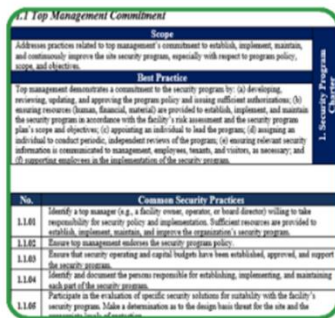 1.1 Top Management Commitment
Scope
Addresses practices related to top management's commitment to establish, implement, maintain,
and continuously improve the site security program, especially with respect to program policy,
scope, and objectives.
Best Practice
Top management demonstrates a commitment to the security program by: (a) developing,
reviewing, updating, and approving the program policy and issuing sufficient authorizations; (b)
ensuring resources (human, financial, material) are provided to establish, implement, and maintain
the security program in accordance with the facility's risk assessment and the security program
plan's scope and objectives; (c) appointing an individual to lead the program; (d) assigning an
individual to conduct periodic, independent reviews of the program; (e) ensuring relevant
security information is communicated to management, employees, tenants, and visitors, as necessary; and
(f) supporting employees in the implementation of the security program.
1. Security Program
Charter
No.
Common Security Practices
1.1.01
Identify a top manager (e.g., a facility owner, operator, or board director) willing to take
responsibility for security policy and implementation. Sufficient resources are provided to
establish, implement, maintain, and improve the organization's security program.
1.1.02
Ensure top management endorses the security program policy.
1.1.03
Ensure that security operating and capital budgets have been established, approved, and support
the security program.
1.1.04
Identify and document the persons responsible for establishing, implementing, and maintaining
each part of the security program.
1.1.05
Participate in the evaluation of specific security solutions for suitability with the facility's
security program. Make a determination as to the design basis threat for the site and the